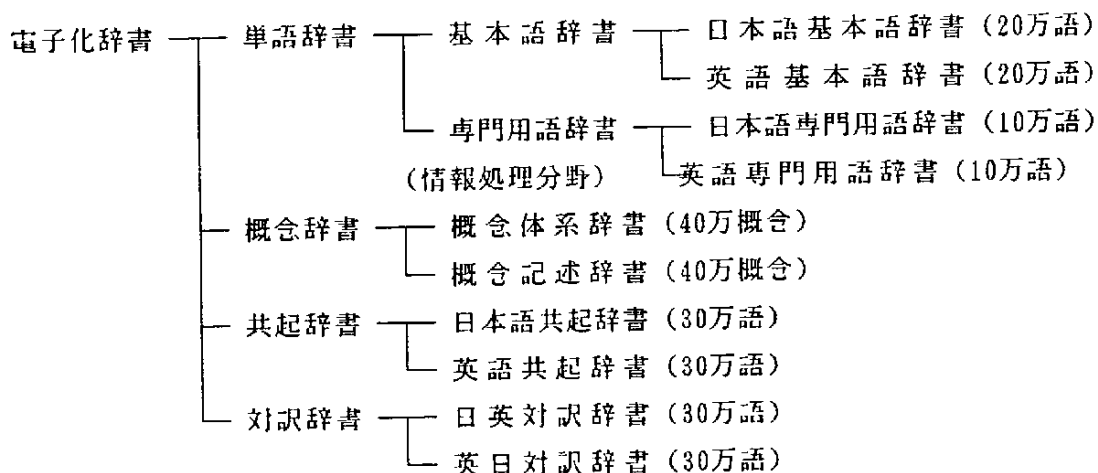 電子化辞書 単語辞書 基本語辞書 日本語基本語辞書 (20万語)
英語基本語辞書 (20万語)
専門用語辞書 日本語専門用語辞書 (10万語)
(情報処理分野) 英語専門用語辞書 (10万語)
概念辞書 概念体系辞書 (40万概念)
概念記述辞書 (40万概念)
共起辞書 日本語共起辞書 (30万語)
英語共起辞書 (30万語)
対訳辞書 日英対訳辞書 (30万語)
英日対訳辞書 (30万語)